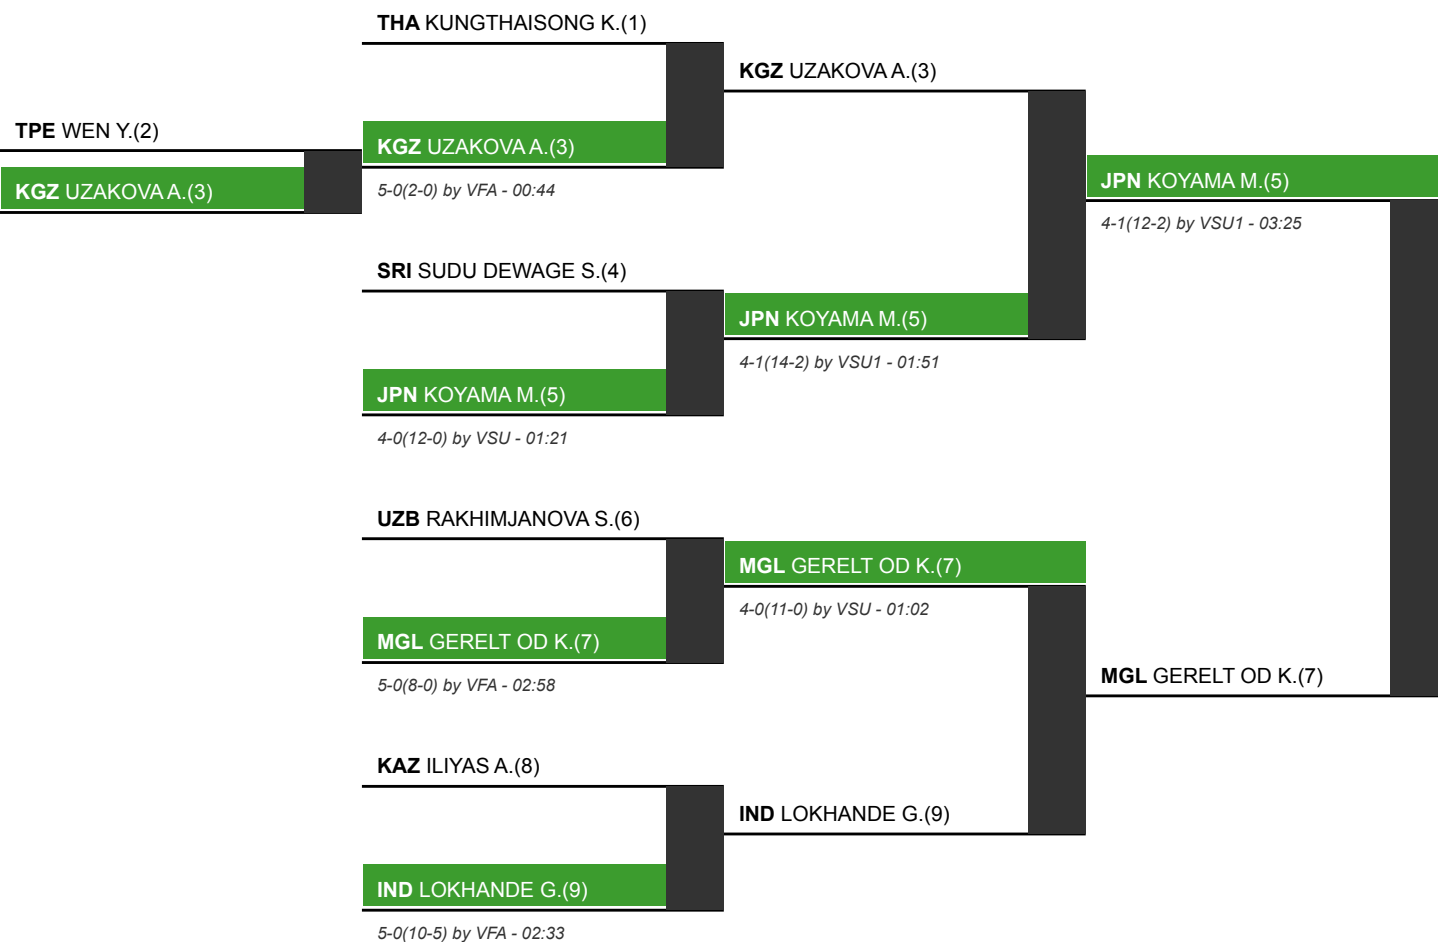 TPE WEN Y.(2)
KGZ UZAKOVA A.(3)
THA KUNGTHAISONG K.(1)
KGZ UZAKOVA A.(3)
5-0(2-0) by VFA - 00:44
SRI SUDU DEWAGE S.(4)
JPN KOYAMA M.(5)
4-0(12-0) by VSU - 01:21
UZB RAKHIMJANOVA S.(6)
MGL GERELT OD K.(7)
5-0(8-0) by VFA - 02:58
KAZ ILIYAS A.(8)
IND LOKHANDE G.(9)
5-0(10-5) by VFA - 02:33
KGZ UZAKOVA A.(3)
JPN KOYAMA M.(5)
4-1(14-2) by VSU1 - 01:51
MGL GERELT OD K.(7)
4-0(11-0) by VSU - 01:02
IND LOKHANDE G.(9)
JPN KOYAMA M.(5)
4-1(12-2) by VSU1 - 03:25
MGL GERELT OD K.(7)